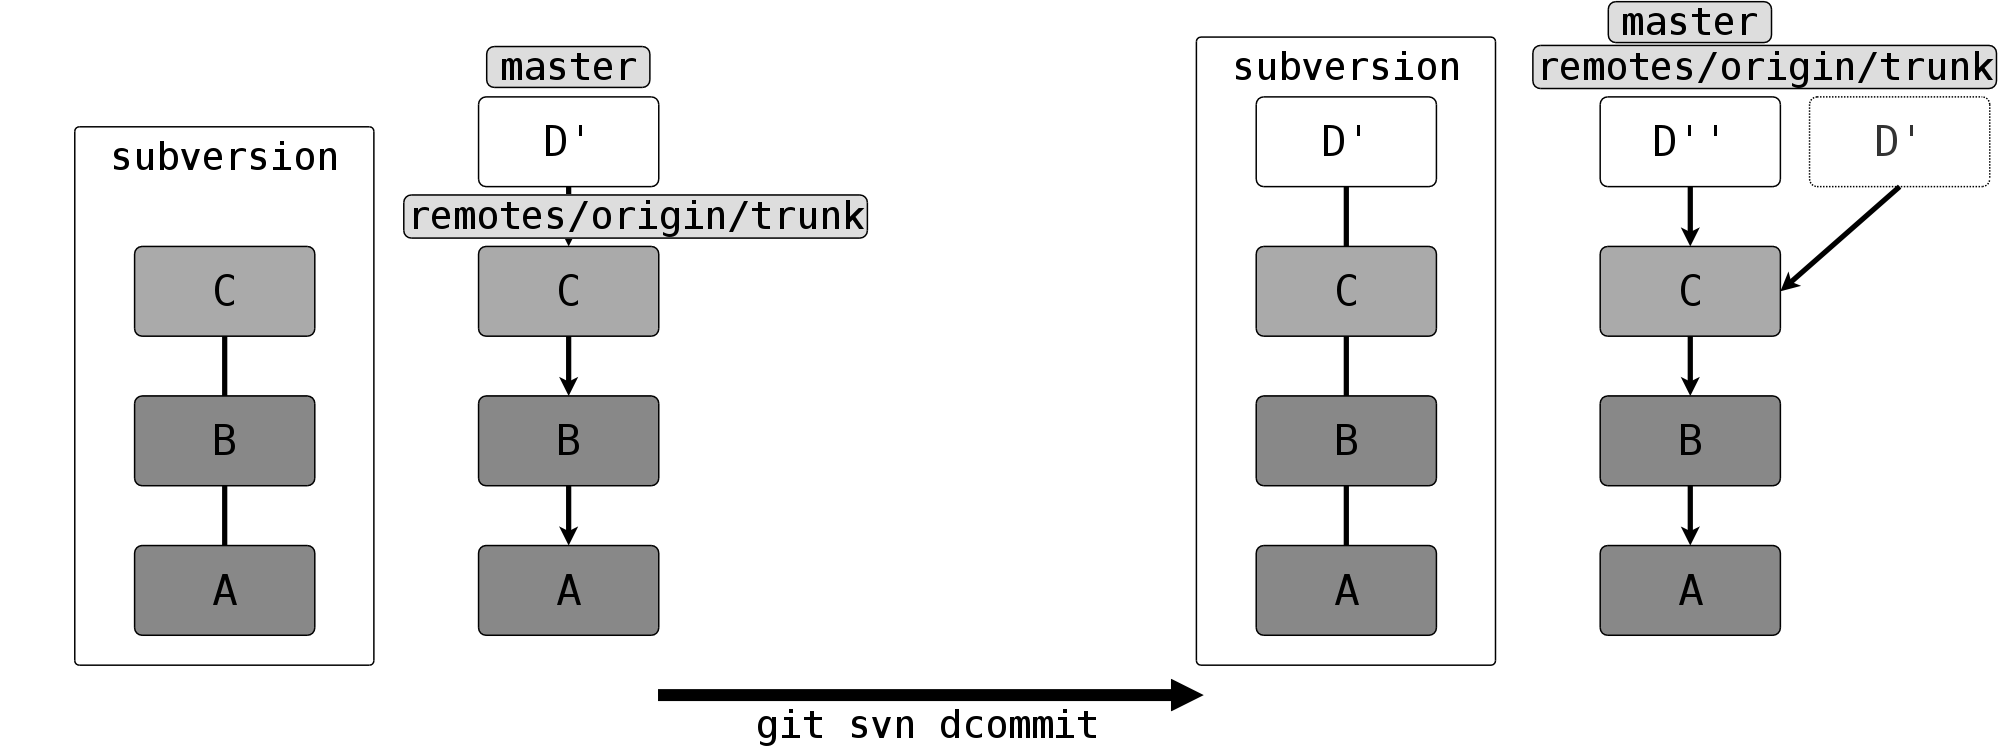 subversion
C
B
A
master
D'
remotes/origin/trunk
C
B
A
git svn dcommit
subversion
D'
C
B
A
master
remotes/origin/trunk
D''
D'
C
B
A